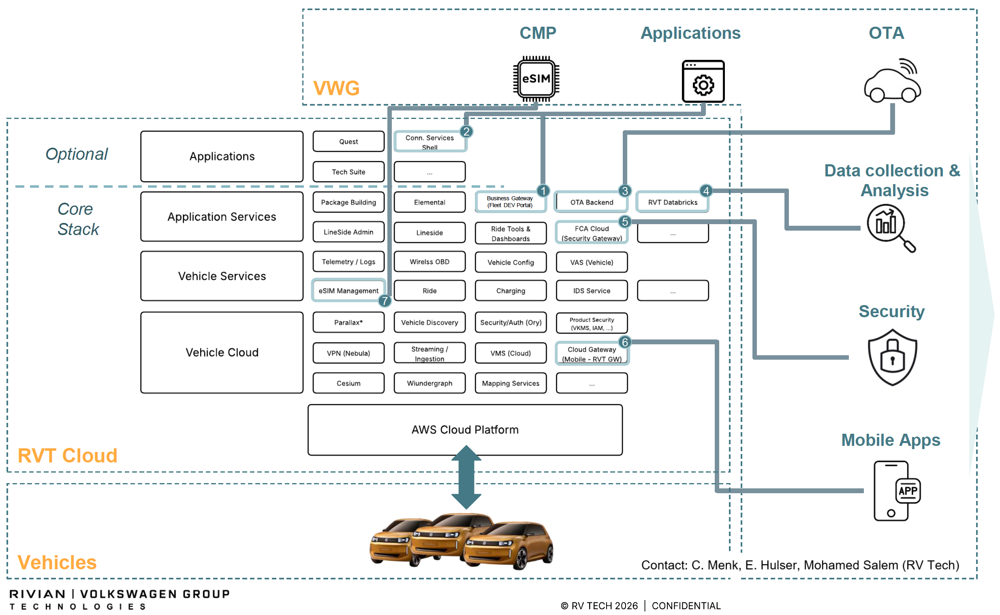 CMP
Applications
OTA
eSIM
VWG
Optional
Applications
Quest
Conn. Services
Shell
2
Tech Suite
...
Core
Stack
Application Services
Package Building
Elemental
Business Gateway
(Fleet DEV Portal)
1
OTA Backend
3
RVT Databricks
4
LineSide Admin
Lineside
Ride Tools &
Dashboards
FCA Cloud
(Security Gateway)
5
...
Vehicle Services
Telemetry / Logs
Wirelss OBD
Vehicle Config
VAS (Vehicle)
eSIM Management
7
Ride
Charging
IDS Service
...
Vehicle Cloud
Parallax*
Vehicle Discovery
Security/Auth (Ory)
Product Security
(VKMS, IAM, ...)
VPN (Nebula)
Streaming /
Ingestion
VMS (Cloud)
Cloud Gateway
(Mobile - RVT GW)
6
Cesium
Wiundergraph
Mapping Services
...
AWS Cloud Platform
RVT Cloud
Data collection &
Analysis
Security
Mobile Apps
APP
Vehicles
Contact: C. Menk, E. Hulser, Mohamed Salem (RV Tech)
RIVIAN | VOLKSWAGEN GROUP
TECHNOLOGIES
© RV TECH 2026 | CONFIDENTIAL